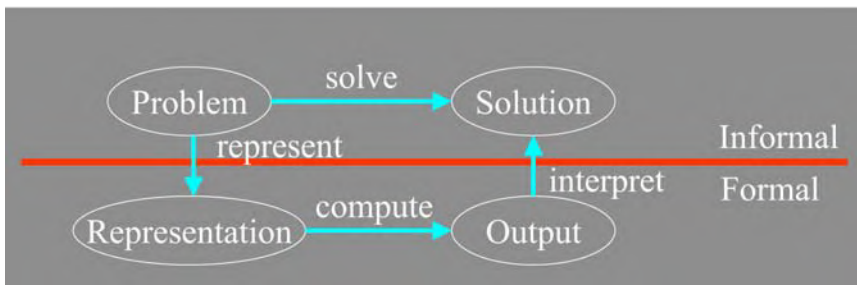 solve
Problem
Solution
Informal
represent
interpret
Formal
compute
Representation
Output